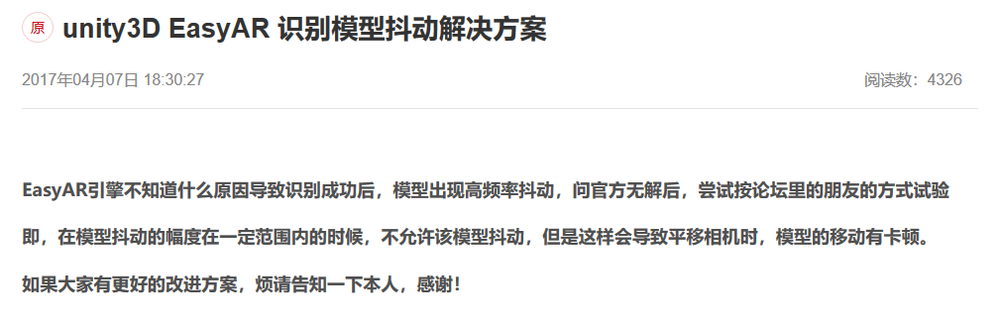 原 unity3D EasyAR 识别模型抖动解决方案
2017年04月07日 18:30:27 阅读数：4326
EasyAR引擎不知道什么原因导致识别成功后，模型出现高频率抖动，问官方无解后，尝试按论坛里的朋友的方式试验
即，在模型抖动的幅度在一定范围内的时候，不允许该模型抖动，但是这样会导致平移相机时，模型的移动有卡顿。
如果大家有更好的改进方案，烦请告知一下本人，感谢！